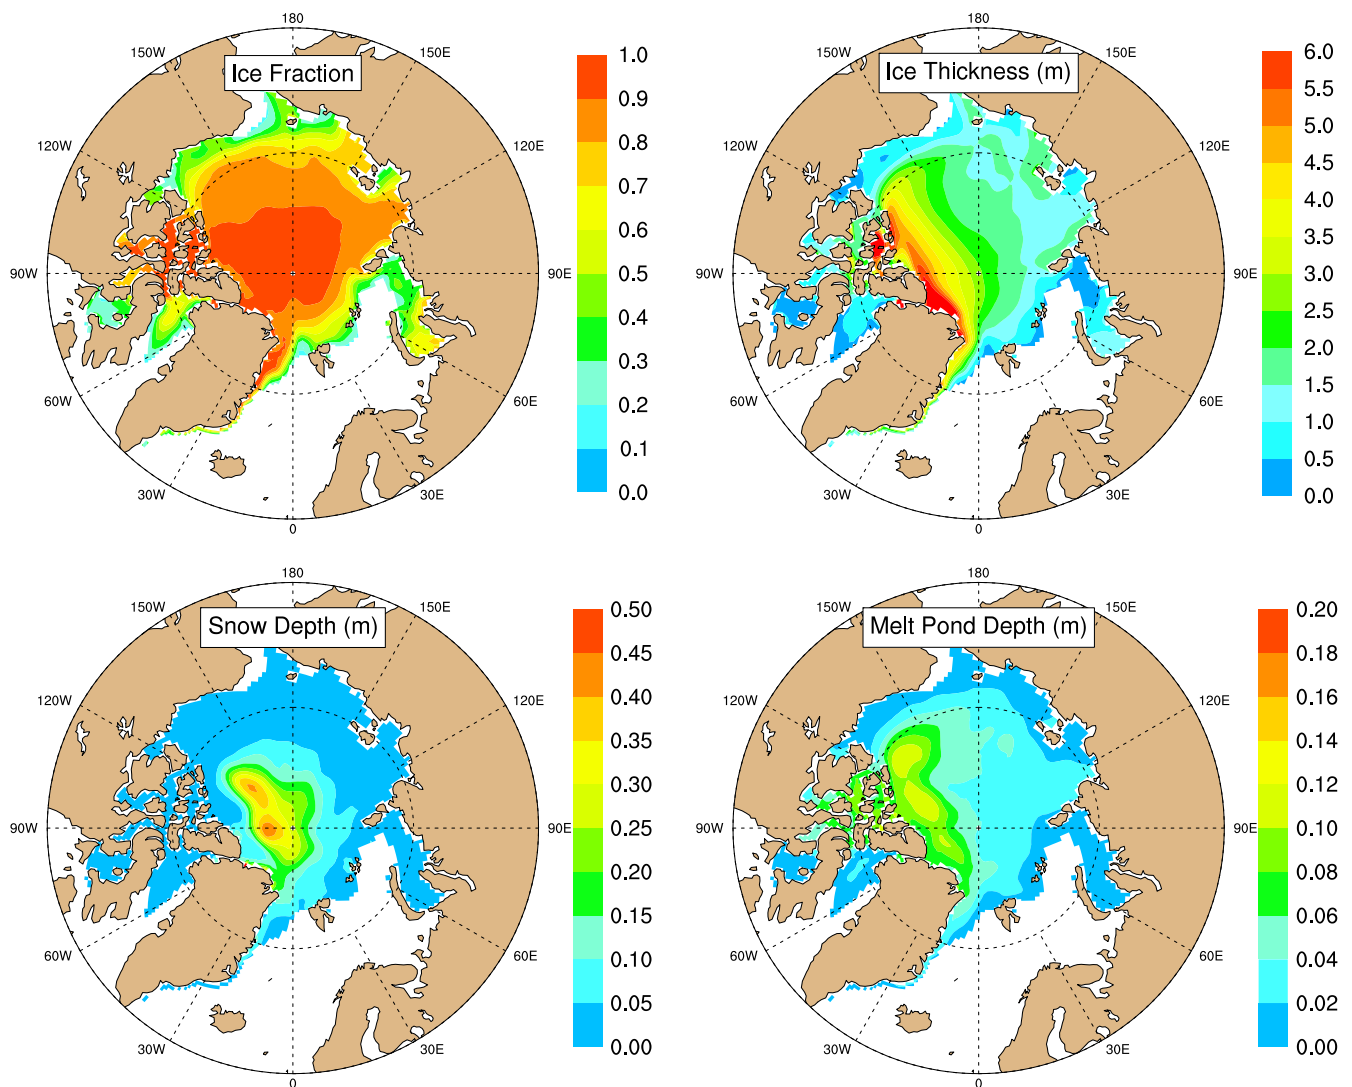 180
150W
150E
Ice Fraction
120W
120E
90W
90E
60W
60E
30W
30E
0
1.0
0.9
0.8
0.7
0.6
0.5
0.4
0.3
0.2
0.1
0.0
180
150W
150E
Ice Thickness (m)
120W
120E
90W
90E
60W
60E
30W
30E
0
6.0
5.5
5.0
4.5
4.0
3.5
3.0
2.5
2.0
1.5
1.0
0.5
0.0
180
150W
150E
Snow Depth (m)
120W
120E
90W
90E
60W
60E
30W
30E
0
0.50
0.45
0.40
0.35
0.30
0.25
0.20
0.15
0.10
0.05
0.00
180
150W
150E
Melt Pond Depth (m)
120W
120E
90W
90E
60W
60E
30W
30E
0
0.20
0.18
0.16
0.14
0.12
0.10
0.08
0.06
0.04
0.02
0.00